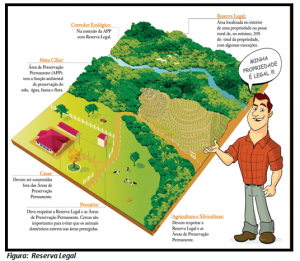 Corredor Ecológico:
Na conexão da APP
com Reserva Legal.
Reserva Legal:
Área localizada no interior
de uma propriedade ou posse
rural de, no mínimo, 20%
do total da propriedade,
com algumas exceções.
Mata Ciliar:
Área de Preservação
Permanente (APP):
tem a função ambiental
de preservação do
solo, água, fauna e flora.
MINHA
PROPRIEDADE
É LEGAL !!!
Casas:
Devem ser construídas
fora das Áreas de
Preservação Permanente.
Pecuária:
Deve respeitar a Reserva Legal e as Áreas
de Preservação Permanente. Cercas são
importantes para evitar que os animais
domésticos entrem nas áreas protegidas.
Agricultura e Silvicultura:
Devem respeitar a
Reserva Legal e as
Áreas de Preservação
Permanente.
Figura: Reserva Legal